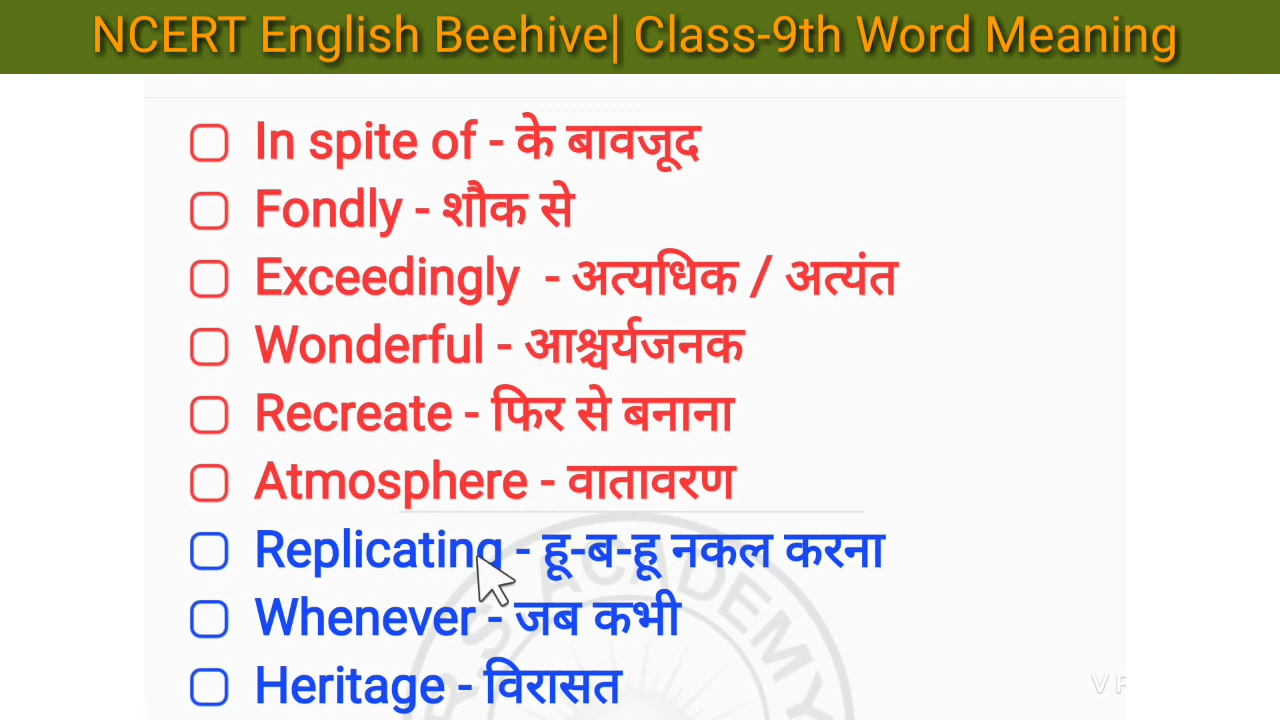 NCERT English Beehive| Class-9th Word Meaning
In spite of - के बावजूद
Fondly - शौक से
Exceedingly - अत्यधिक / अत्यंत
Wonderful - आश्चर्यजनक
Recreate - फिर से बनाना
Atmosphere - वातावरण
Replicating - हू-ब-हू नकल करना
Whenever - जब कभी
Heritage - विरासत
R.S. ACADEMY